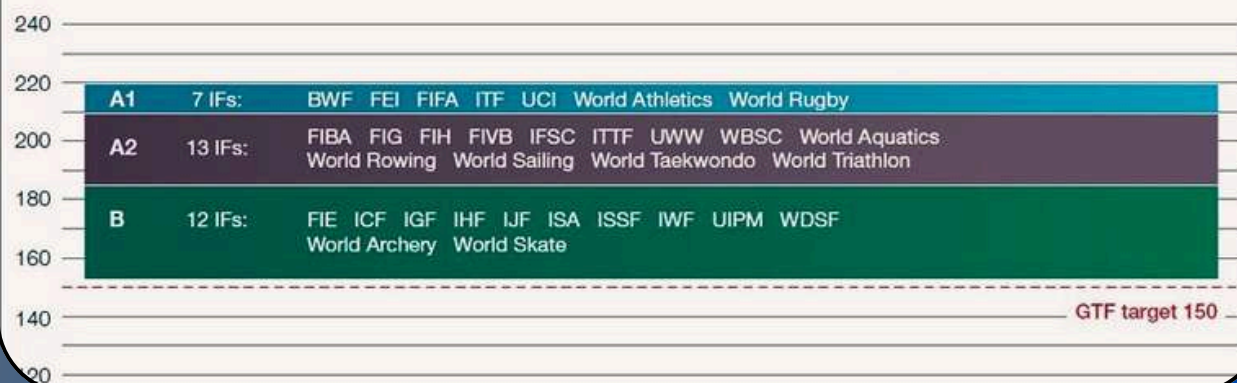 240
220
A1 7 IFs: BWF FEI FIFA ITF UCI World Athletics World Rugby
200
A2 13 IFs: FIBA FIG FIH FIVB IFSC ITTF UWW WBSC World Aquatics
World Rowing World Sailing World Taekwondo World Triathlon
180
B 12 IFs: FIE ICF IGF IHF IJF ISA ISSF IWF UIPM WDSF
World Archery World Skate
160
GTF target 150
140